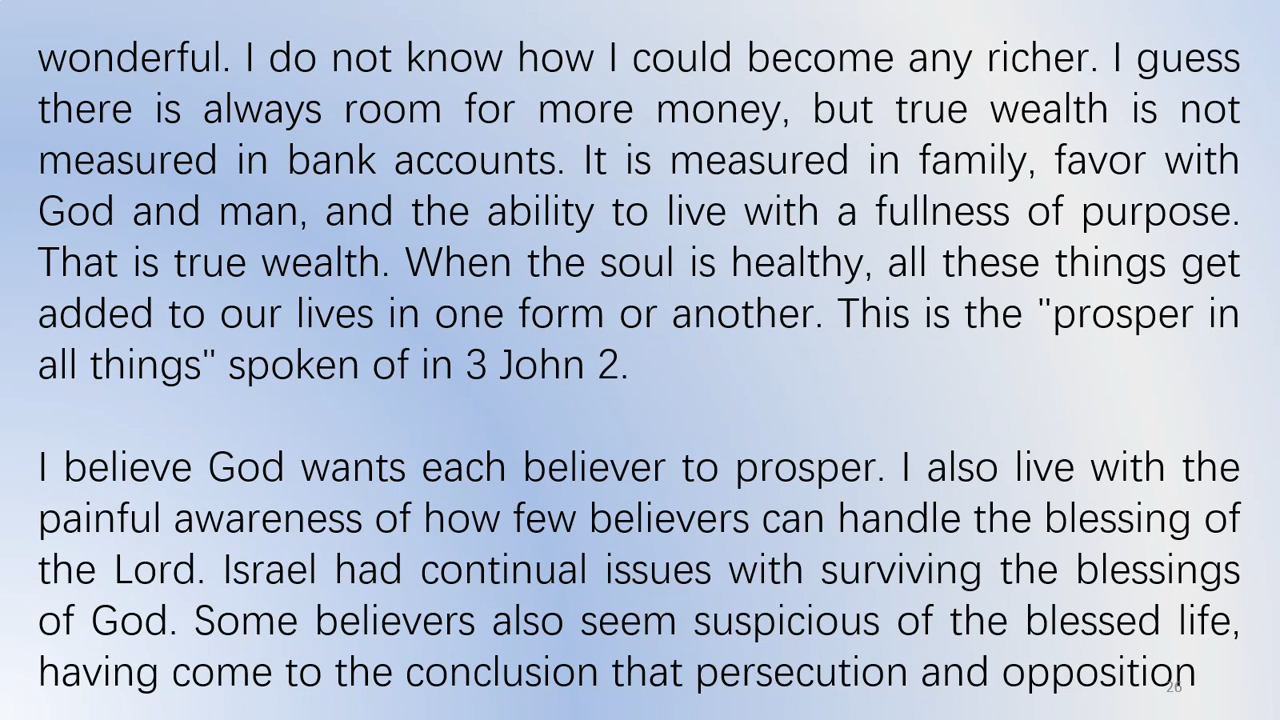 wonderful. I do not know how I could become any richer. I guess
there is always room for more money, but true wealth is not
measured in bank accounts. It is measured in family, favor with
God and man, and the ability to live with a fullness of purpose.
That is true wealth. When the soul is healthy, all these things get
added to our lives in one form or another. This is the "prosper in
all things" spoken of in 3 John 2.
I believe God wants each believer to prosper. I also live with the
painful awareness of how few believers can handle the blessing of
the Lord. Israel had continual issues with surviving the blessings
of God. Some believers also seem suspicious of the blessed life,
having come to the conclusion that persecution and opposition
26